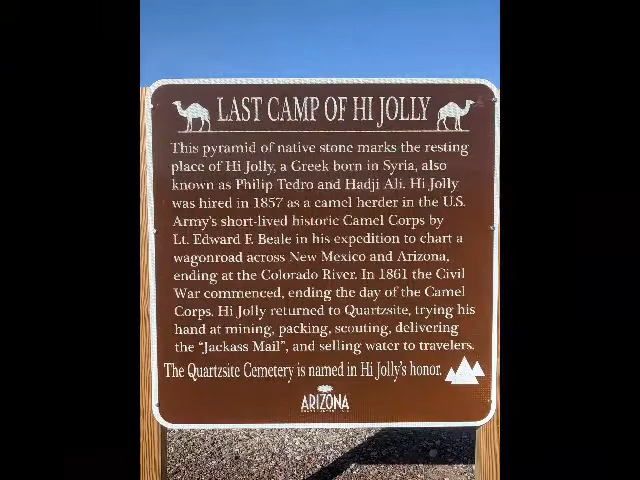 LAST CAMP OF HI JOLLY
This pyramid of native stone marks the resting
place of Hi Jolly, a Greek born in Syria, also
known as Philip Tedro and Hadji Ali. Hi Jolly
was hired in 1857 as a camel herder in the U.S.
Army's short-lived historic Camel Corps by
Lt. Edward F. Beale in his expedition to chart a
wagonroad across New Mexico and Arizona,
ending at the Colorado River. In 1861 the Civil
War commenced, ending the day of the Camel
Corps. Hi Jolly returned to Quartzsite, trying his
hand at mining, packing, scouting, delivering
the "Jackass Mail", and selling water to travelers.
The Quartzsite Cemetery is named in Hi Jolly's honor.
ARIZONA